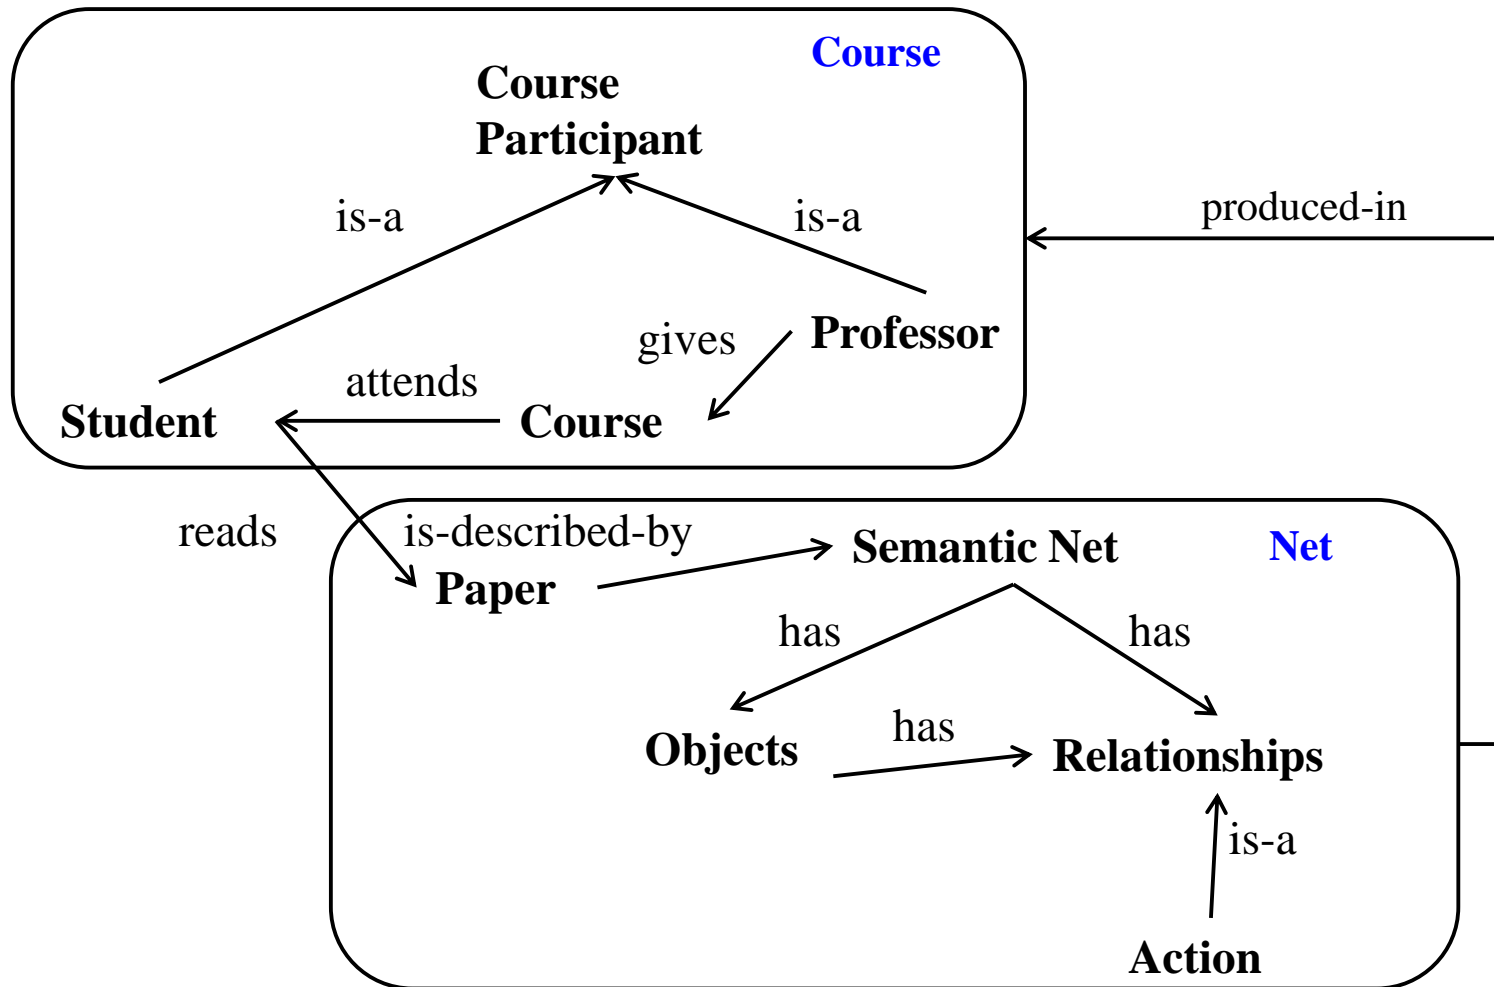 Course
Course
Participant
is-a
is-a
produced-in
gives
Professor
attends
Student
Course
reads
is-described-by
Semantic Net
Net
Paper
has
has
has
Objects
Relationships
is-a
Action